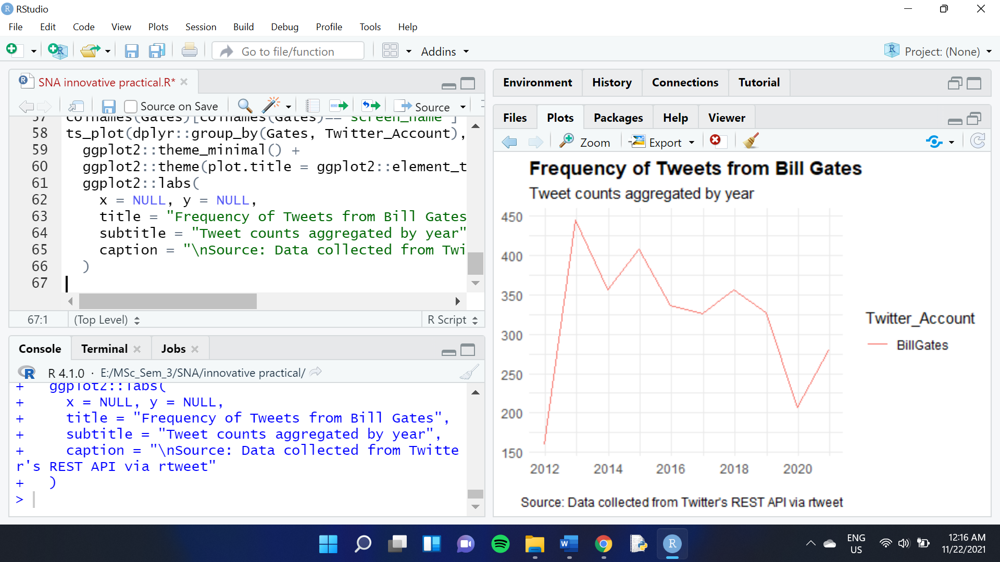 RStudio
File Edit Code View Plots Session Build Debug Profile Tools Help
Go to file/function Addins Project: (None)
SNA innovative practical.R*
Source on Save Source
57 colnames(Gates)[colnames(Gates)=="screen_name"]
58 ts_plot(dplyr::group_by(Gates, Twitter_Account),
59 ggplot2::theme_minimal() +
60 ggplot2::theme(plot.title = ggplot2::element_t
61 ggplot2::labs(
62 x = NULL, y = NULL,
63 title = "Frequency of Tweets from Bill Gates
64 subtitle = "Tweet counts aggregated by year"
65 caption = "\nSource: Data collected from Twi
66 )
67
67:1 (Top Level) R Script
Console Terminal Jobs
R 4.1.0 · E:/MSc_Sem_3/SNA/innovative practical/
+ ggplot2::labs(
+ x = NULL, y = NULL,
+ title = "Frequency of Tweets from Bill Gates",
+ subtitle = "Tweet counts aggregated by year",
+ caption = "\nSource: Data collected from Twitte
r's REST API via rtweet"
+ )
>
Environment History Connections Tutorial
Files Plots Packages Help Viewer
Zoom Export
Frequency of Tweets from Bill Gates
Tweet counts aggregated by year
450
400
350
300
250
200
150
2012 2014 2016 2018 2020
Twitter_Account
BillGates
Source: Data collected from Twitter's REST API via rtweet
ENG
US
12:16 AM
11/22/2021